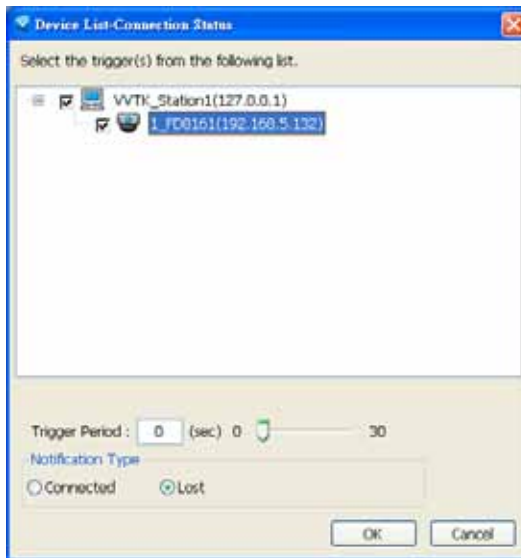 Device List-Connection Status
Select the trigger(s) from the following list.
VVTK_Station1(127.0.0.1)
1_FD8161(192.168.5.132)
Trigger Period : 0 (sec) 0 30
Notification Type
Connected Lost
OK Cancel